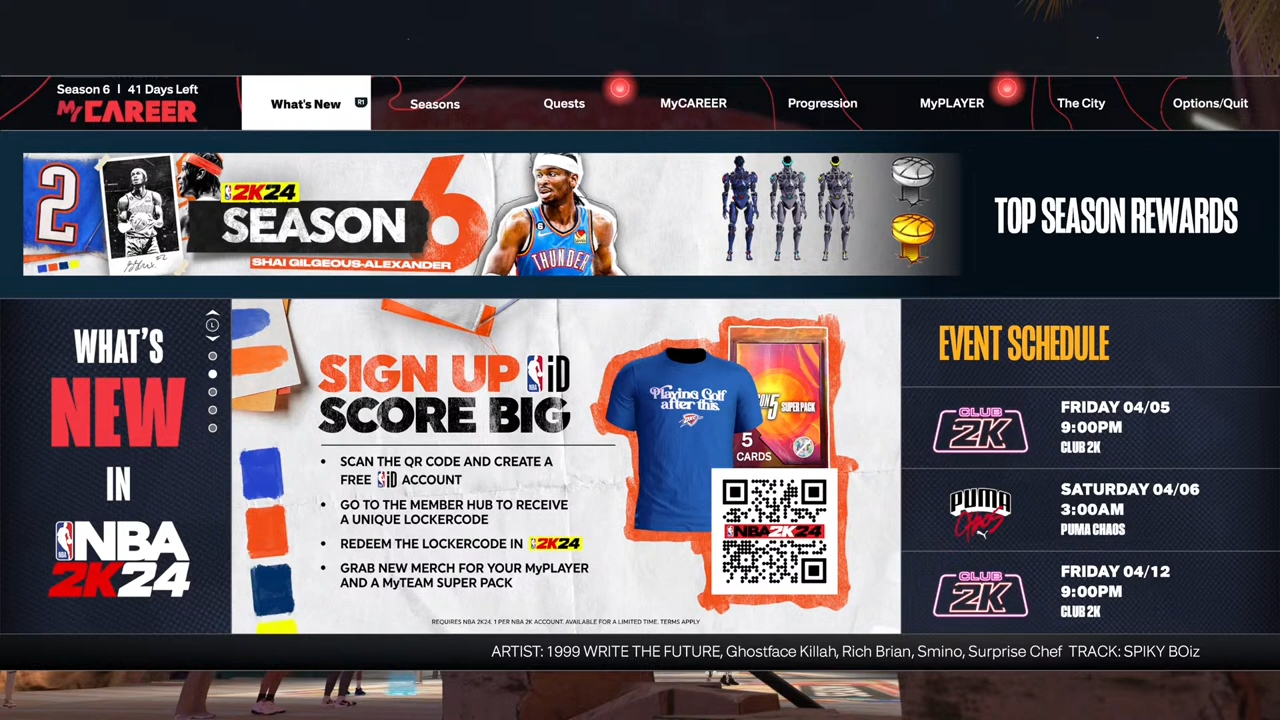 Season 6 | 41 Days Left
MyCAREER
What's New
R1
Seasons
Quests
MyCAREER
Progression
MyPLAYER
The City
Options/Quit
2
NBA 2K24
SEASON 6
SHAI GILGEOUS-ALEXANDER
6
THUNDER
TOP SEASON REWARDS
WHAT'S
NEW
IN
NBA
2K24
L
SIGN UP NBA iD
SCORE BIG
• SCAN THE QR CODE AND CREATE A
FREE NBA iD ACCOUNT
• GO TO THE MEMBER HUB TO RECEIVE
A UNIQUE LOCKERCODE
• REDEEM THE LOCKERCODE IN NBA 2K24
• GRAB NEW MERCH FOR YOUR MyPLAYER
AND A MyTEAM SUPER PACK
Playing Golf
after this.
SUPER PACK
5
CARDS
NBA2K24
REQUIRES NBA 2K24. 1 PER NBA 2K ACCOUNT. AVAILABLE FOR A LIMITED TIME. TERMS APPLY
EVENT SCHEDULE
CLUB
2K
FRIDAY 04/05
9:00PM
CLUB 2K
PUMA
CHAOS
SATURDAY 04/06
3:00AM
PUMA CHAOS
CLUB
2K
FRIDAY 04/12
9:00PM
CLUB 2K
ARTIST: 1999 WRITE THE FUTURE, Ghostface Killah, Rich Brian, Smino, Surprise Chef TRACK: SPIKY BOiz